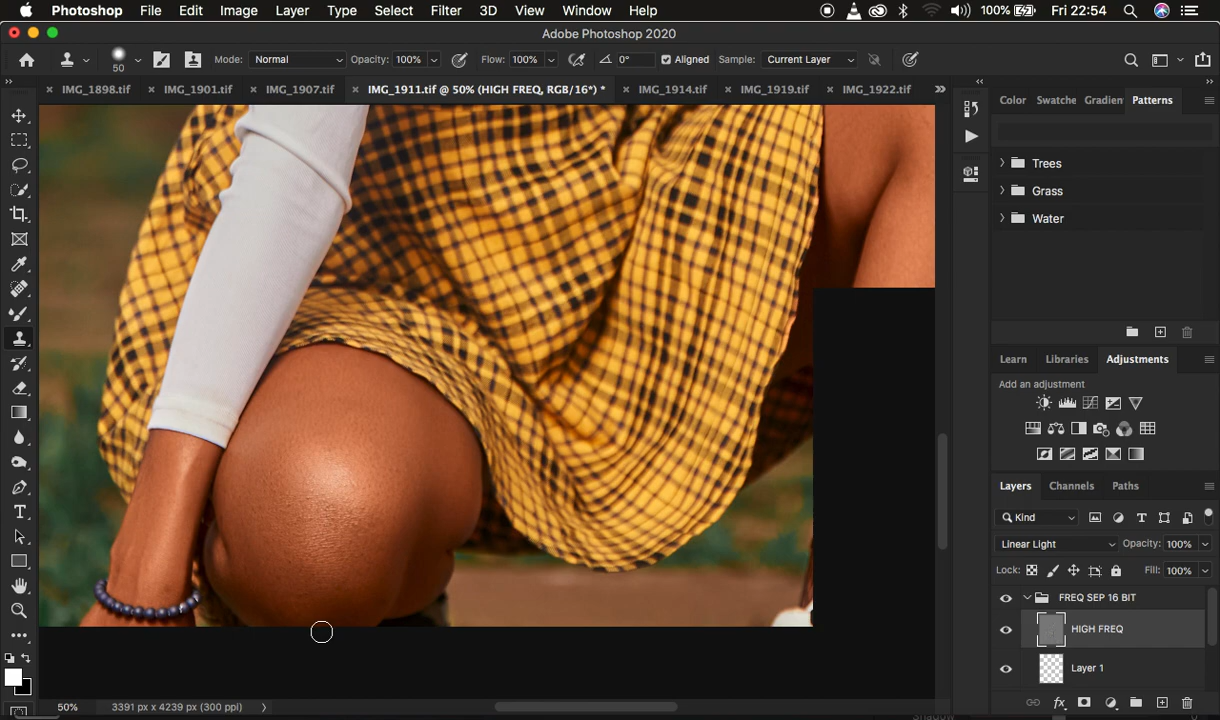 Photoshop File Edit Image Layer Type Select Filter 3D View Window Help 100% Fri 22:54
Adobe Photoshop 2020
50 Mode: Normal Opacity: 100% Flow: 100% 0° Aligned Sample: Current Layer
IMG_1898.tif IMG_1901.tif IMG_1907.tif IMG_1911.tif @ 50% (HIGH FREQ, RGB/16*) * IMG_1914.tif IMG_1919.tif IMG_1922.tif
Color Swatche Gradien Patterns
Trees
Grass
Water
Learn Libraries Adjustments
Add an adjustment
Layers Channels Paths
Kind
Linear Light Opacity: 100%
Lock: Fill: 100%
FREQ SEP 16 BIT
HIGH FREQ
Layer 1
50% 3391 px x 4239 px (300 ppi)